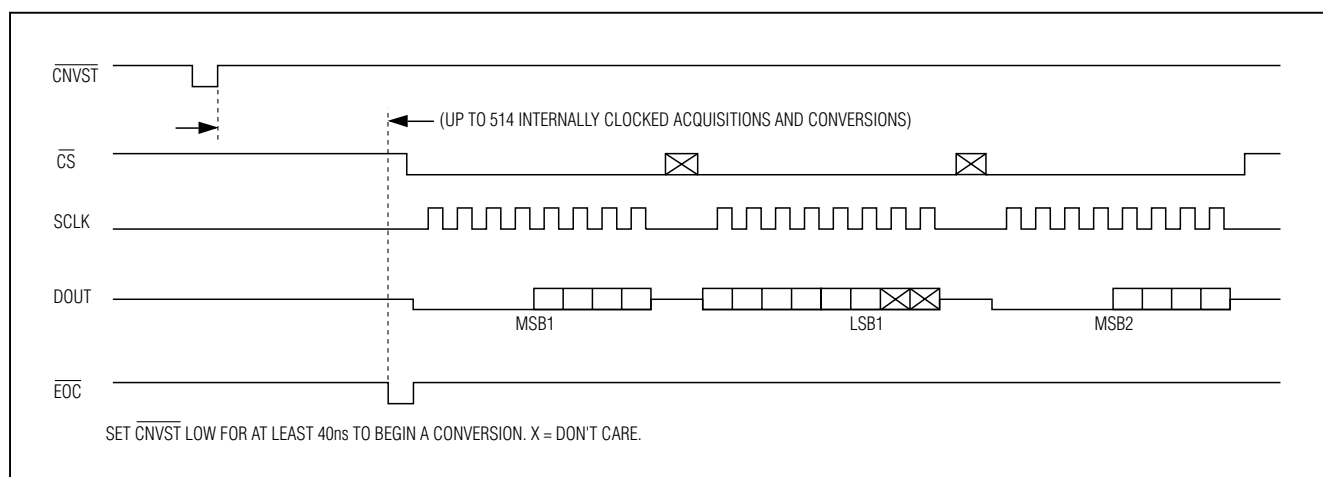 CNVST
(UP TO 514 INTERNALLY CLOCKED ACQUISITIONS AND CONVERSIONS)
CS
SCLK
DOUT
MSB1 LSB1 MSB2
EOC
SET CNVST LOW FOR AT LEAST 40ns TO BEGIN A CONVERSION. X = DON'T CARE.